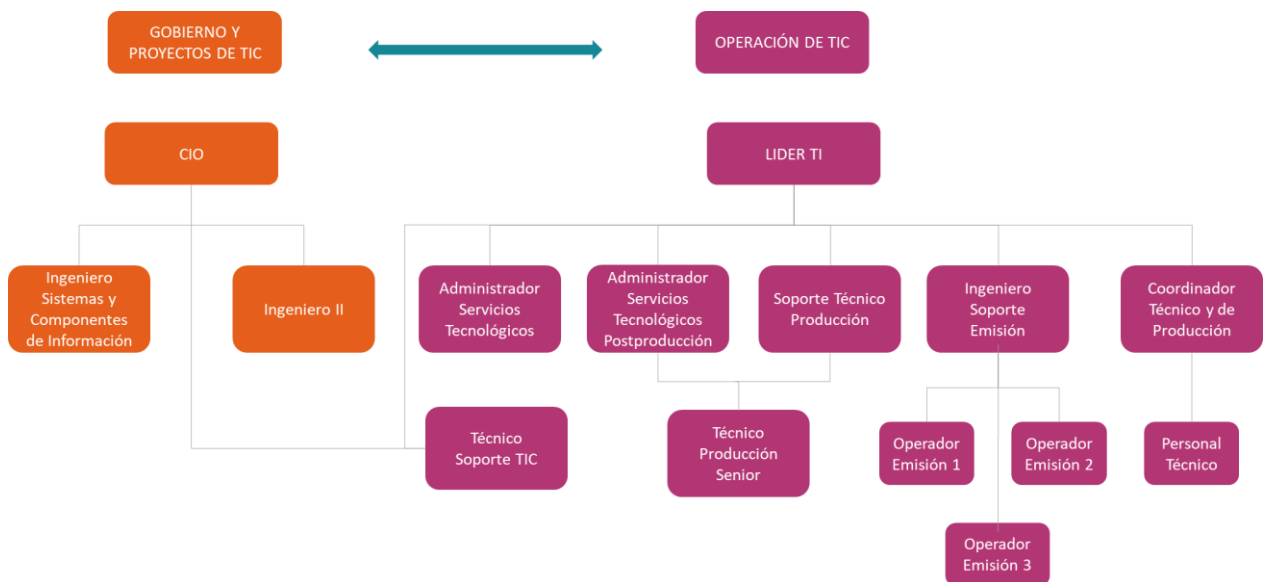 GOBIERNO Y
PROYECTOS DE TIC
OPERACIÓN DE TIC
CIO
LIDER TI
Ingeniero
Sistemas y
Componentes
de Información
Ingeniero II
Administrador
Servicios
Tecnológicos
Administrador
Servicios
Tecnológicos
Postproducción
Soporte Técnico
Producción
Ingeniero
Soporte
Emisión
Coordinador
Técnico y de
Producción
Técnico
Soporte TIC
Técnico
Producción
Senior
Operador
Emisión 1
Operador
Emisión 2
Personal
Técnico
Operador
Emisión 3